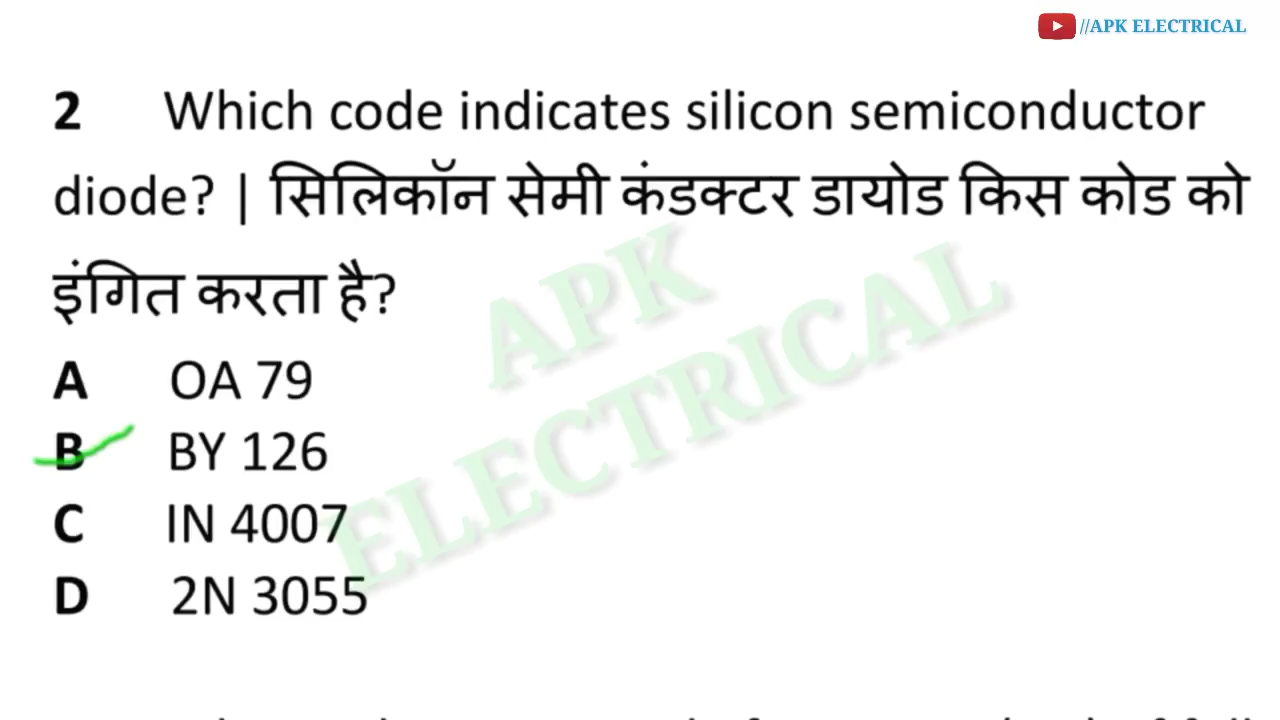 //APK ELECTRICAL
2 Which code indicates silicon semiconductor
diode? | सिलिकॉन सेमी कंडक्टर डायोड किस कोड को
इंगित करता है?
APK
ELECTRICAL
A OA 79
B BY 126
C IN 4007
D 2N 3055